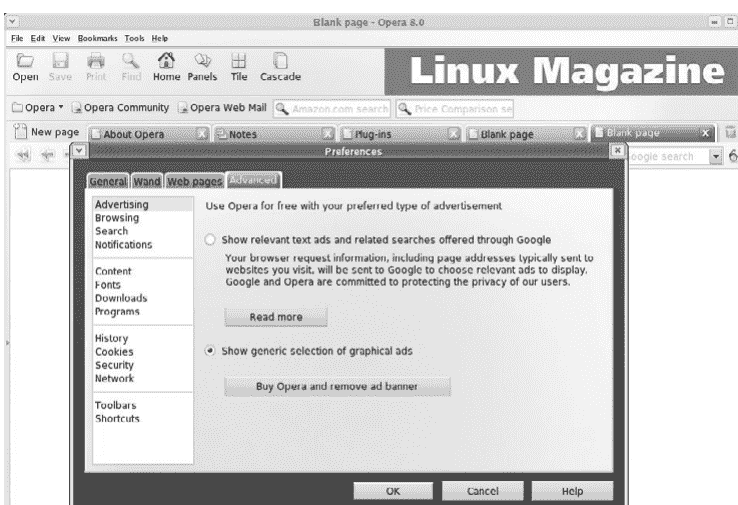 Blank page - Opera 8.0
File Edit View Bookmarks Tools Help
Open Save Print Find Home Panels Tile Cascade
Linux Magazine
Opera Opera Community Opera Web Mail Amazon.com search Price Comparison se
New page About Opera Notes Plug-ins Blank page Blank page
Preferences
oogle search 6
General Wand Web pages Advanced
Advertising
Browsing
Search
Notifications
Content
Fonts
Downloads
Programs
History
Cookies
Security
Network
Toolbars
Shortcuts
Use Opera for free with your preferred type of advertisement
Show relevant text ads and related searches offered through Google
Your browser request information, including page addresses typically sent to
websites you visit, will be sent to Google to choose relevant ads to display.
Google and Opera are committed to protecting the privacy of our users.
Read more
Show generic selection of graphical ads
Buy Opera and remove ad banner
OK Cancel Help